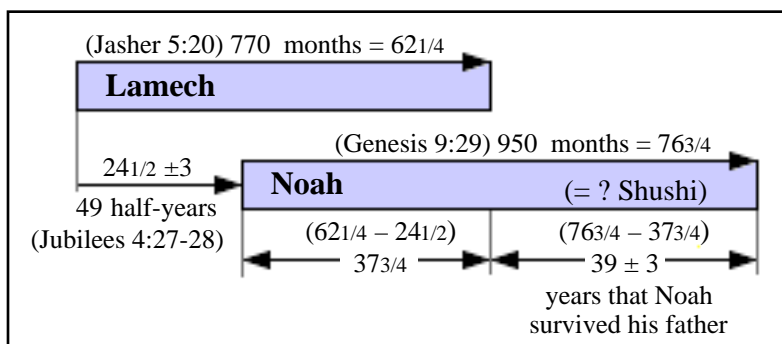 (Jasher 5:20) 770 months = 621/4
Lamech
(Genesis 9:29) 950 months = 763/4
241/2 ±3
Noah
(= ? Shushi)
49 half-years
(Jubilees 4:27-28)
(621/4 – 241/2)
(763/4 – 373/4)
373/4
39 ± 3
years that Noah
survived his father